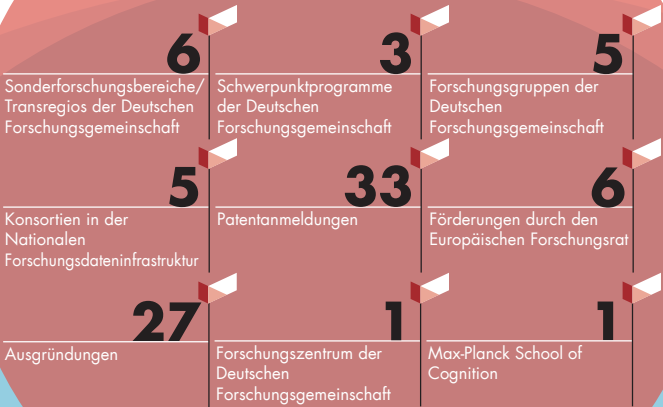 6
Sonderforschungsbereiche/
Transregios der Deutschen
Forschungsgemeinschaft
3
Schwerpunktprogramme
der Deutschen
Forschungsgemeinschaft
5
Forschungsgruppen der
Deutschen
Forschungsgemeinschaft
5
Konsortien in der
Nationalen
Forschungsdateninfrastruktur
33
Patentanmeldungen
6
Förderungen durch den
Europäischen Forschungsrat
27
Ausgründungen
1
Forschungszentrum der
Deutschen
Forschungsgemeinschaft
1
Max-Planck School of
Cognition